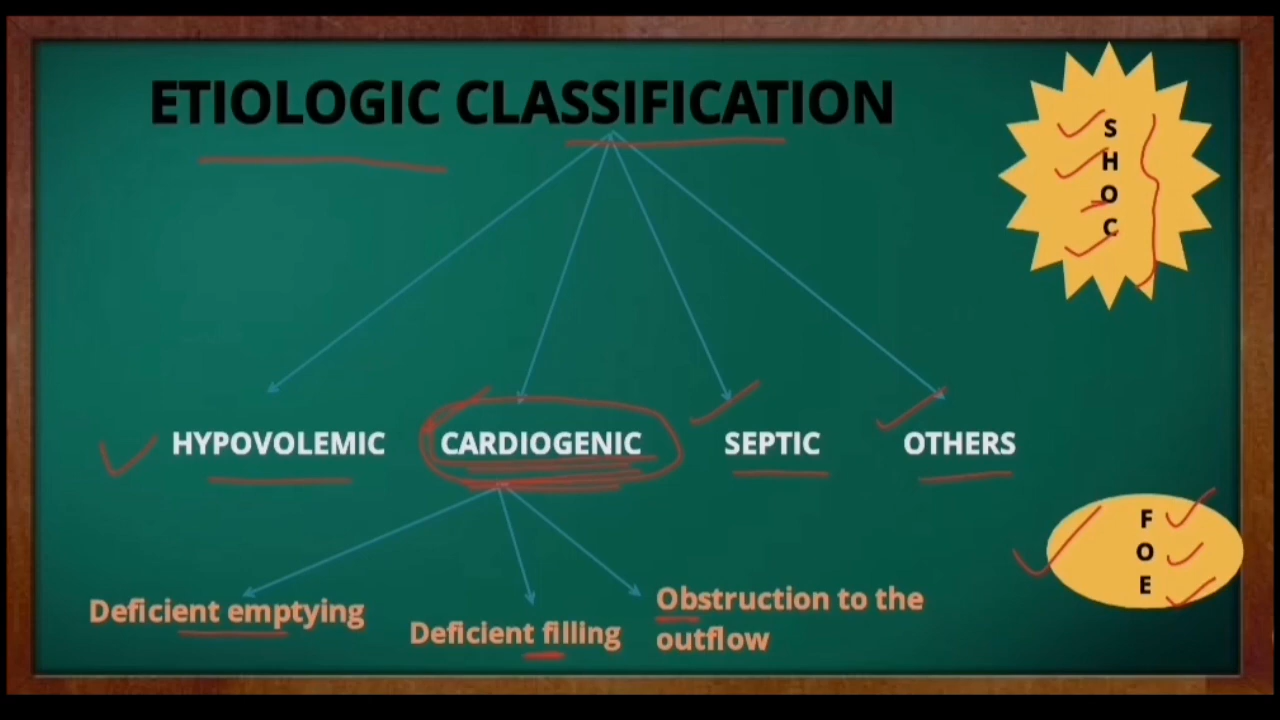 ETIOLOGIC CLASSIFICATION
S
H
O
C
HYPOVOLEMIC
CARDIOGENIC
SEPTIC
OTHERS
Deficient emptying
Deficient filling
Obstruction to the
outflow
F
O
E